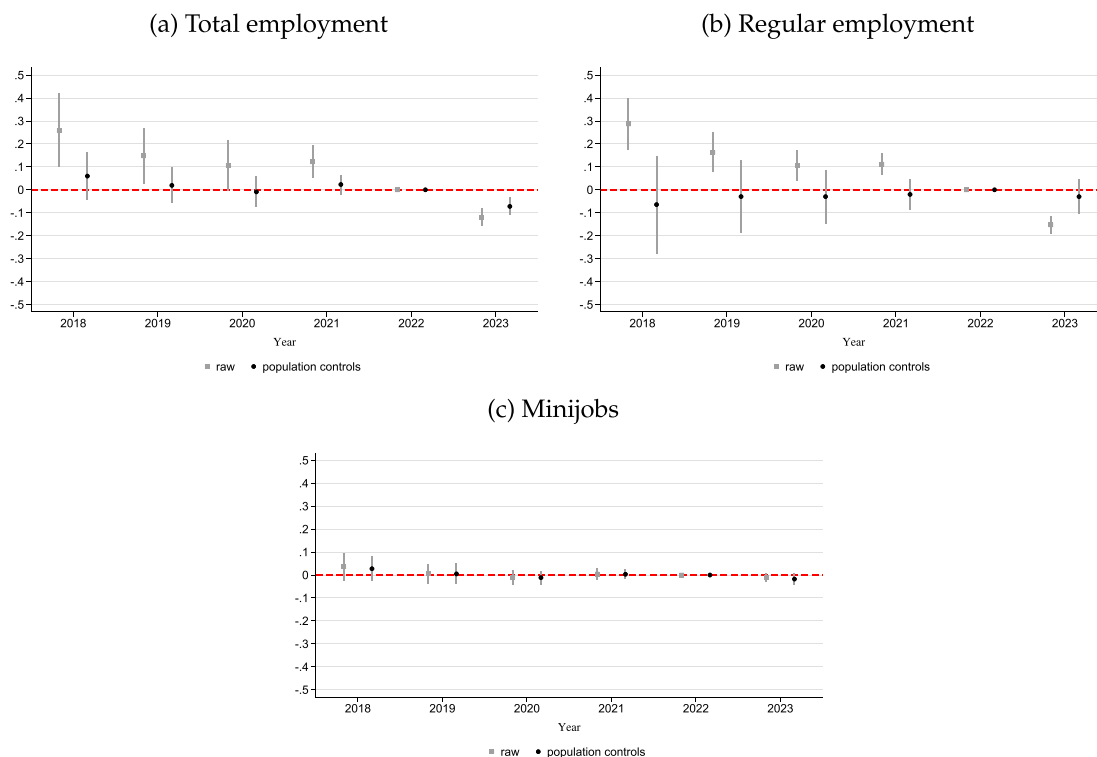 (a) Total employment
.5
.4
.3
.2
.1
0
-.1
-.2
-.3
-.4
-.5
2018 2019 2020 2021 2022 2023
Year
raw population controls
(b) Regular employment
.5
.4
.3
.2
.1
0
-.1
-.2
-.3
-.4
-.5
2018 2019 2020 2021 2022 2023
Year
raw population controls
(c) Minijobs
.5
.4
.3
.2
.1
0
-.1
-.2
-.3
-.4
-.5
2018 2019 2020 2021 2022 2023
Year
raw population controls